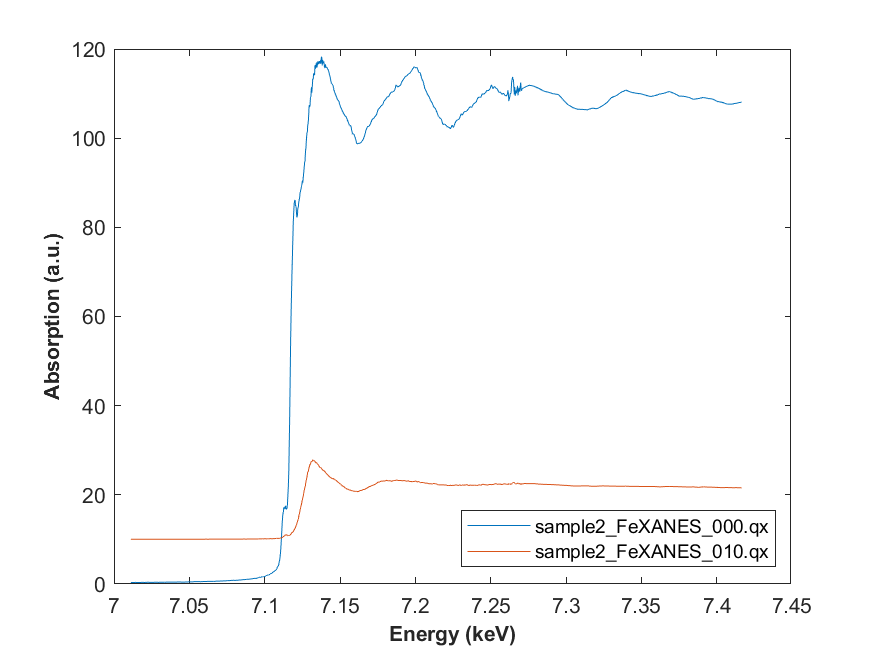 120
100
80
60
40
20
0
Absorption (a.u.)
sample2_FeXANES_000.qx
sample2_FeXANES_010.qx
7 7.05 7.1 7.15 7.2 7.25 7.3 7.35 7.4 7.45
Energy (keV)